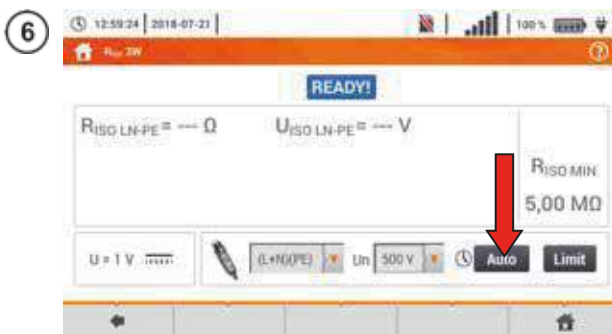 6
12:59:24 2018-07-21 100 %
RISO 2W
READY!
RISO LN-PE = --- Ω UISO LN-PE = --- V
RISO MIN
5,00 MΩ
U = 1 V (L+N)(PE) Un 500 V Auto Limit